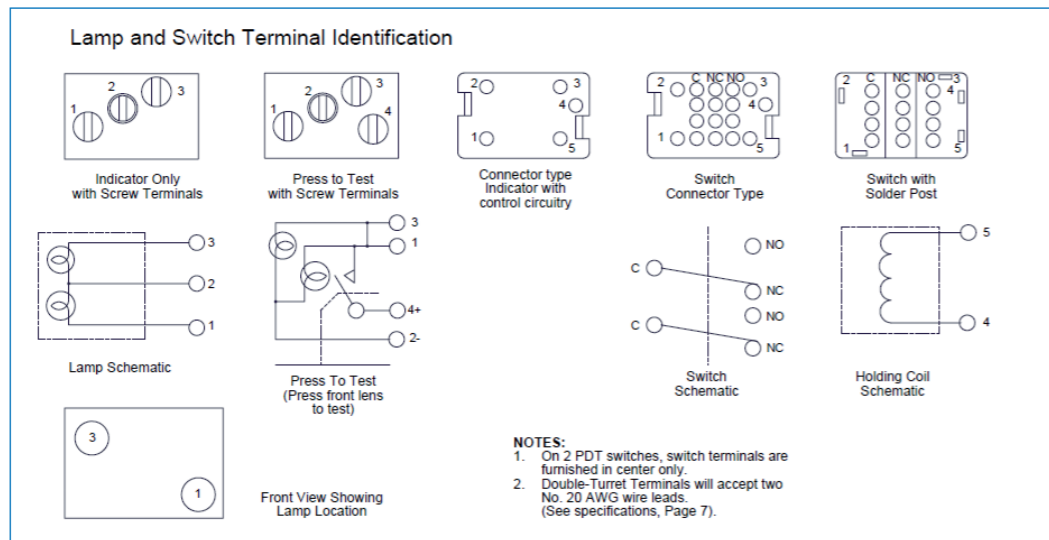 Lamp and Switch Terminal Identification
1 2 3
1 2 3 4
2 3
4
1 5
2 C NC NO 3
4
1 5
2 C NC NO 3
4
1 5
Indicator Only
with Screw Terminals
Press to Test
with Screw Terminals
Connector type
Indicator with
control circuitry
Switch
Connector Type
Switch with
Solder Post
3
2
1
Lamp Schematic
3
1
4+
2-
Press To Test
(Press front lens
to test)
NO
C
NC
NO
C
NC
Switch
Schematic
5
4
Holding Coil
Schematic
3
1
Front View Showing
Lamp Location
NOTES:
1. On 2 PDT switches, switch terminals are
furnished in center only.
2. Double-Turret Terminals will accept two
No. 20 AWG wire leads.
(See specifications, Page 7).